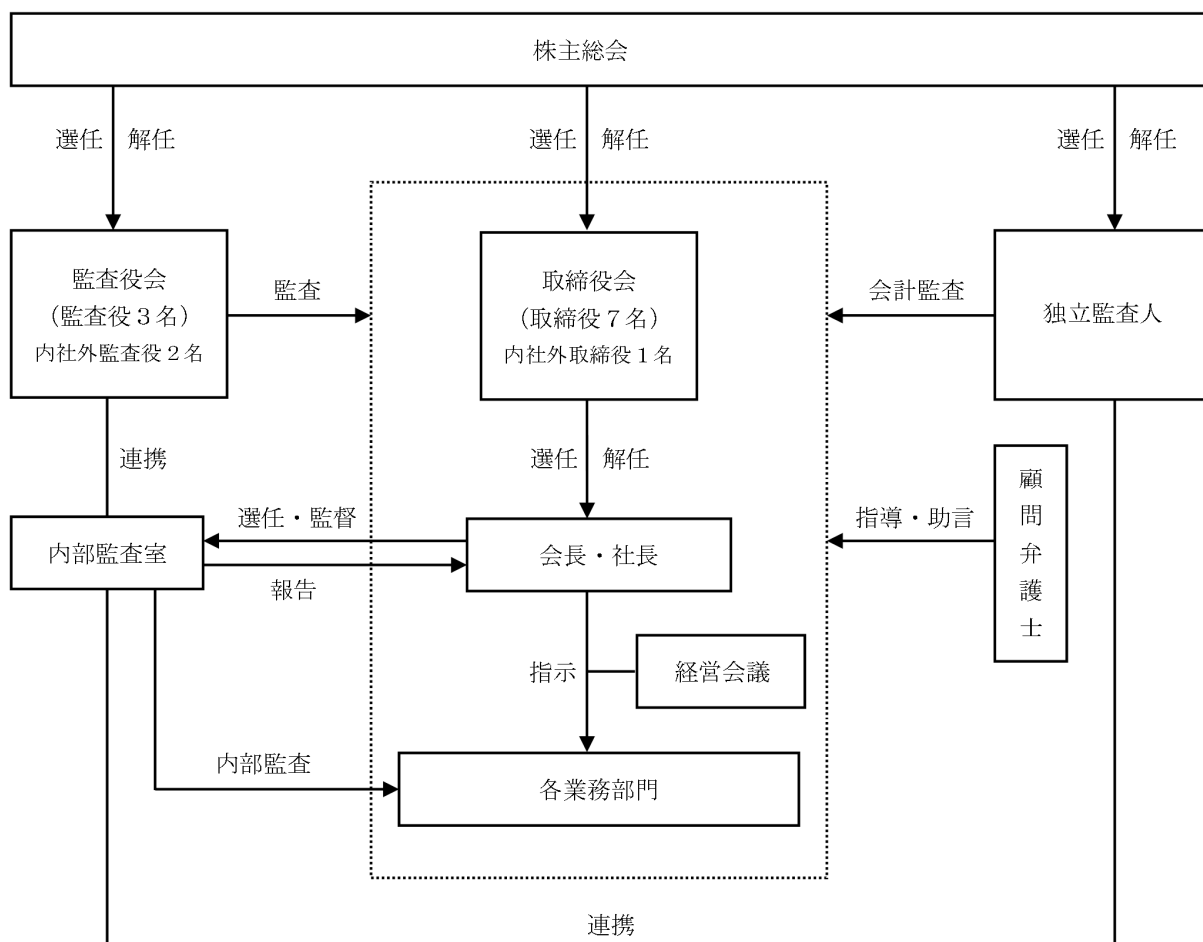 株主総会
選任 解任
選任 解任
選任 解任
監査役会
（監査役３名）
内社外監査役２名
監査
取締役会
（取締役７名）
内社外取締役１名
会計監査
独立監査人
連携
選任 解任
顧問弁護士
内部監査室
選任・監督
報告
会長・社長
指導・助言
指示
経営会議
内部監査
各業務部門
連携